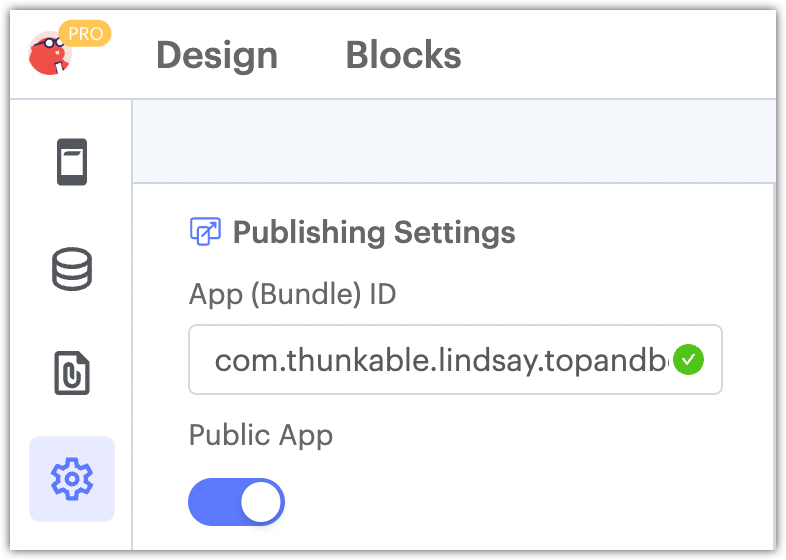 PRO
Design Blocks
Publishing Settings
App (Bundle) ID
com.thunkable.lindsay.topandb
Public App